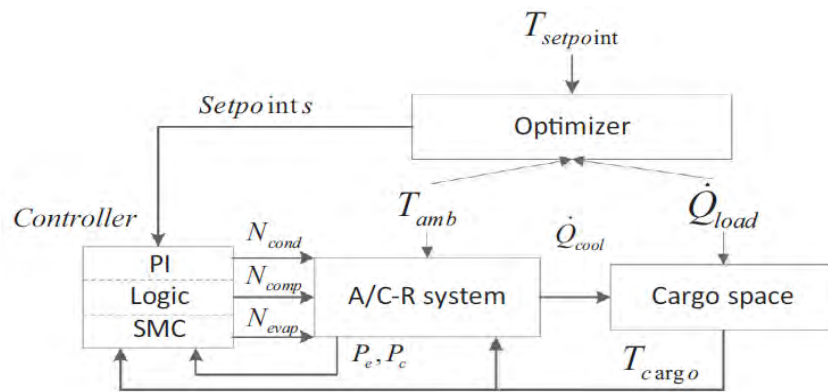 T_setpoint
Setpoints
Optimizer
Controller
T_amb
Q̇_load
N_cond
Q̇_cool
PI
N_comp
Logic
A/C-R system
Cargo space
N_evap
SMC
P_e, P_c
T_cargo